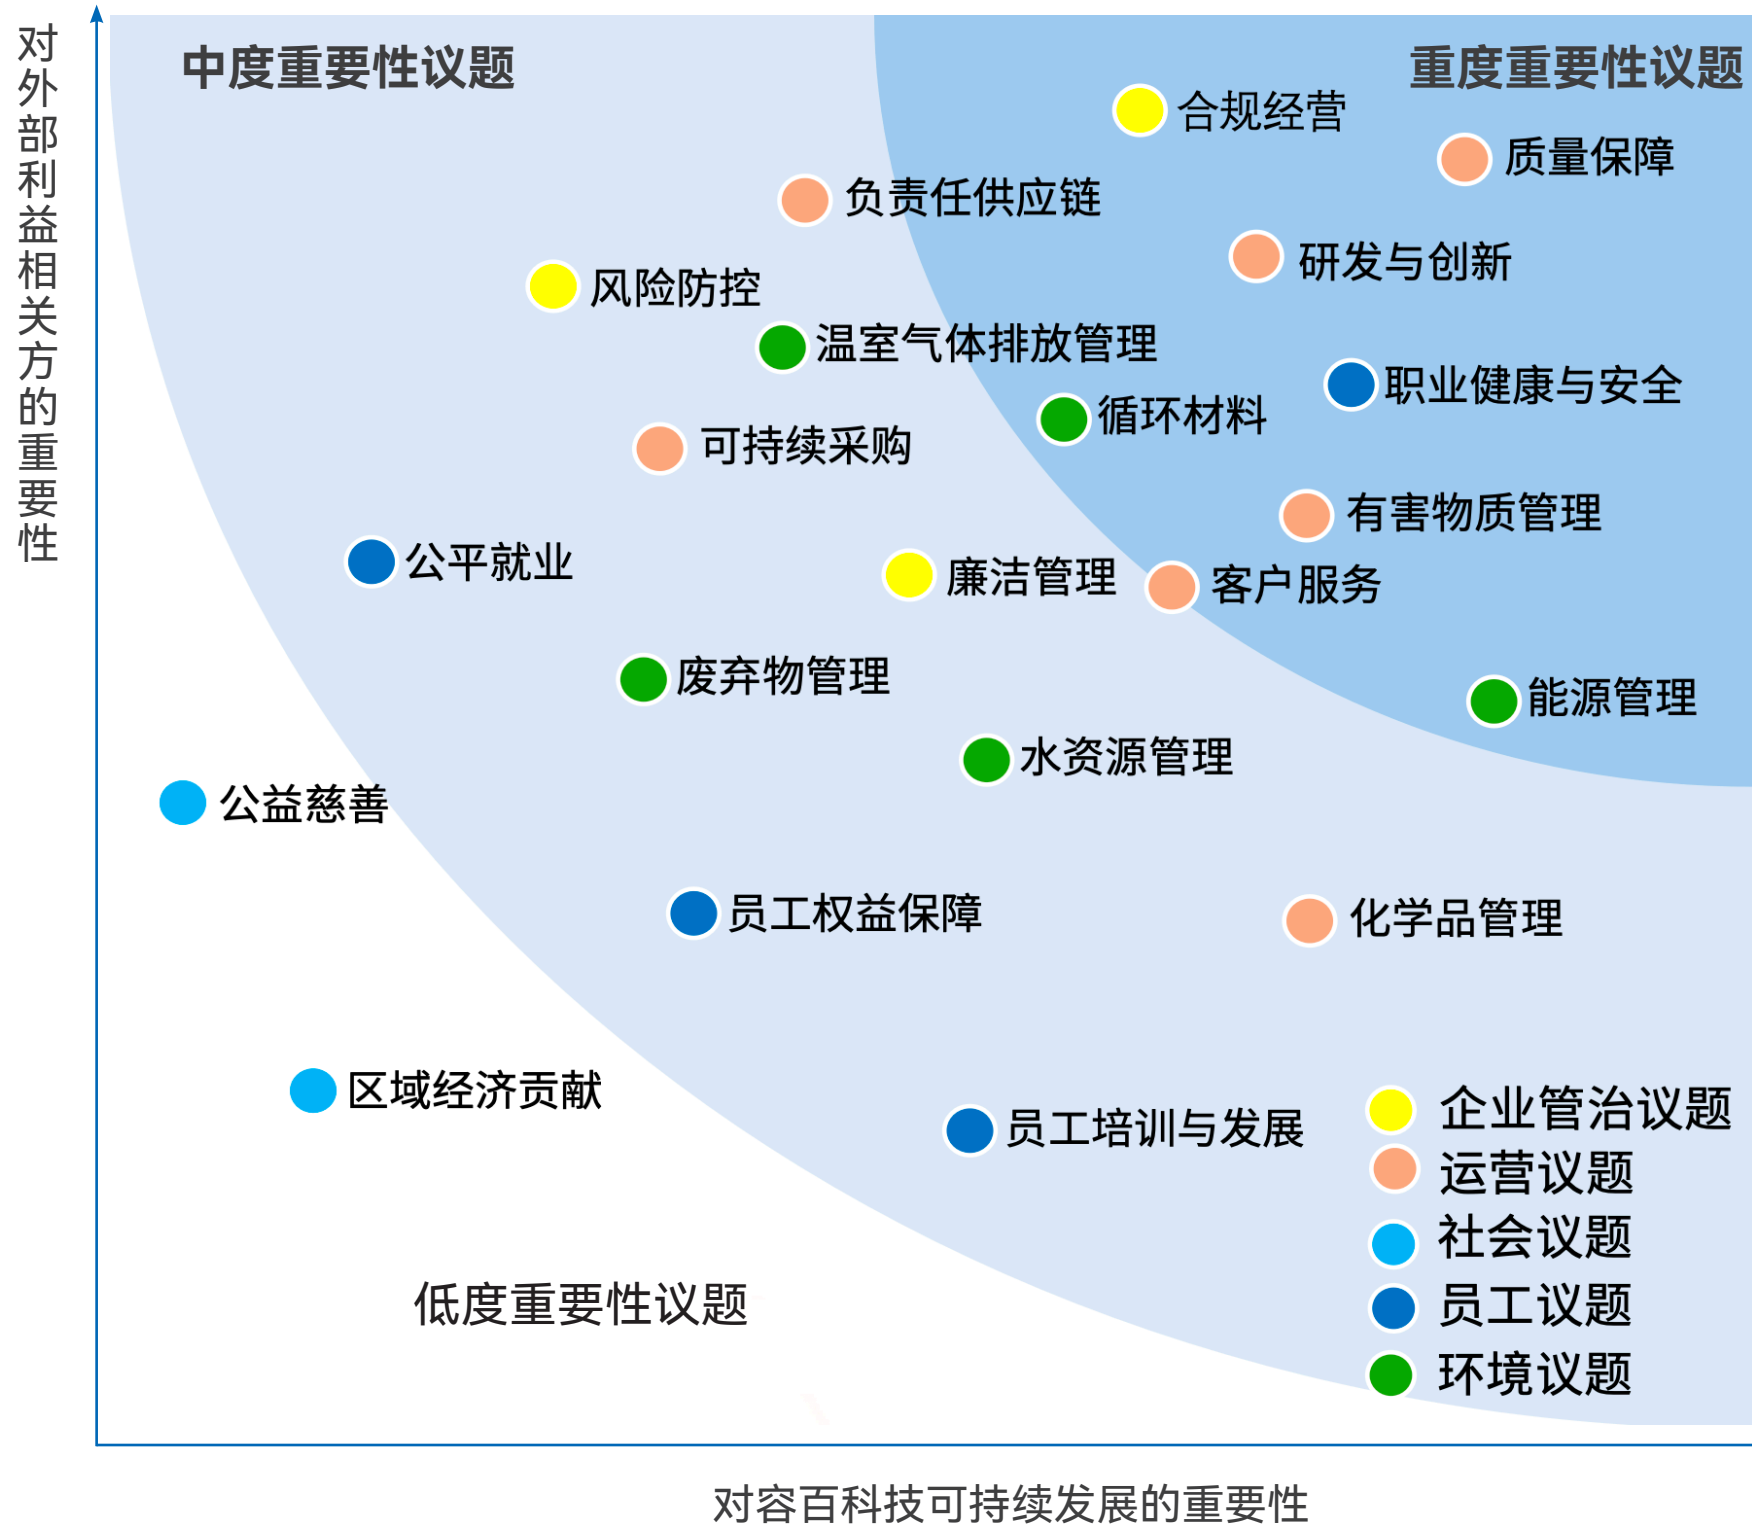 对外部利益相关方的重要性
中度重要性议题
重度重要性议题
合规经营
质量保障
负责任供应链
研发与创新
风险防控
温室气体排放管理
职业健康与安全
循环材料
可持续采购
有害物质管理
公平就业
廉洁管理
客户服务
废弃物管理
能源管理
水资源管理
公益慈善
员工权益保障
化学品管理
区域经济贡献
员工培训与发展
企业管治议题
运营议题
社会议题
员工议题
环境议题
低度重要性议题
对容百科技可持续发展的重要性